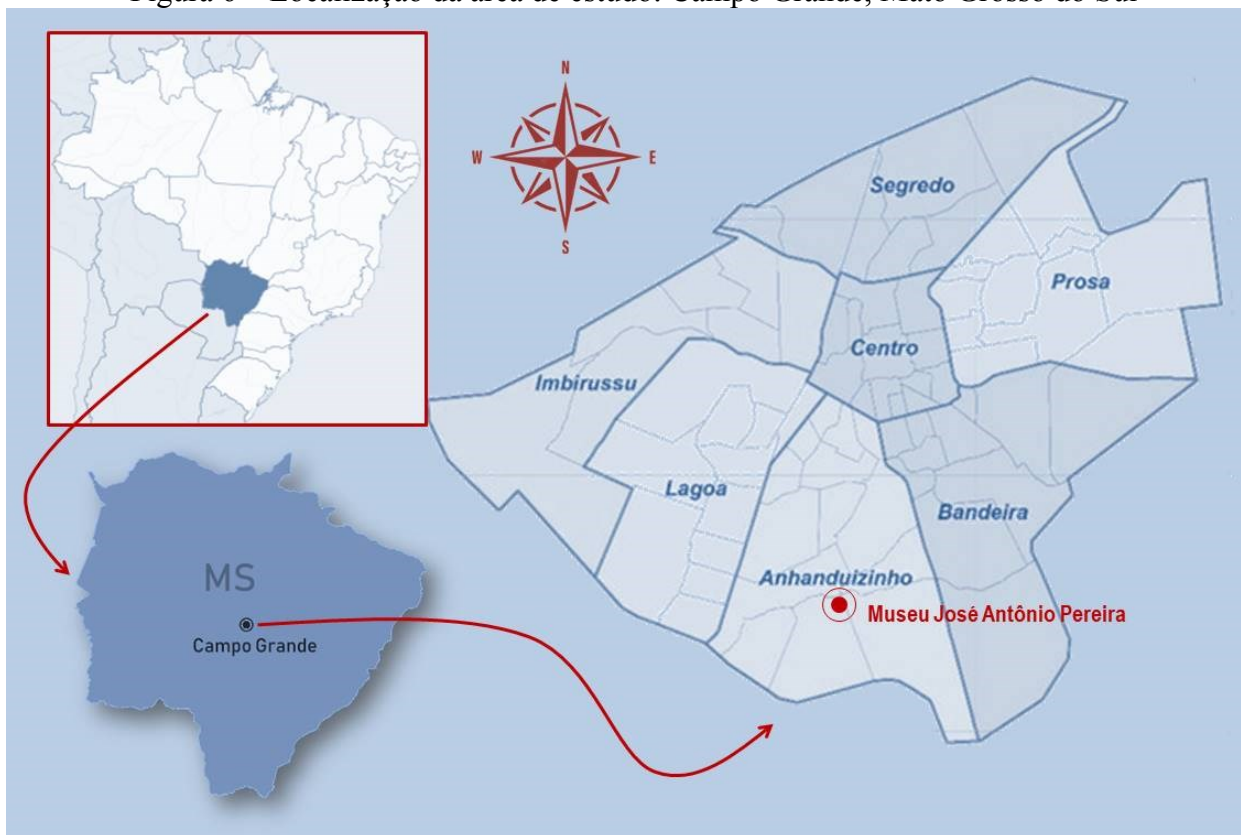 Figura 6 – Localização da área de estudo: Campo Grande, Mato Grosso do Sul
N
W
E
S
Segredo
Prosa
Centro
Imbirussu
Lagoa
Bandeira
Anhanduizinho
Museu José Antônio Pereira
MS
Campo Grande